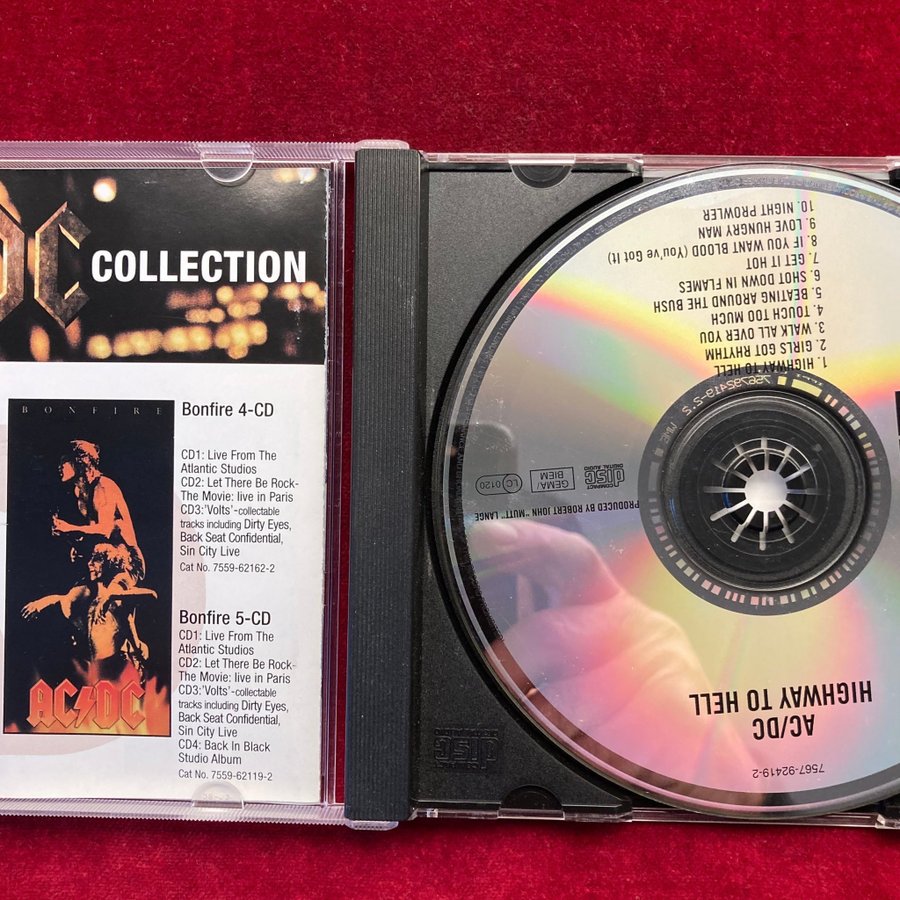 DC COLLECTION
BONFIRE
AC/DC
Bonfire 4-CD
CD1: Live From The
Atlantic Studios
CD2: Let There Be Rock-
The Movie: live in Paris
CD3:'Volts'-collectable
tracks including Dirty Eyes,
Back Seat Confidential,
Sin City Live
Cat No. 7559-62162-2
Bonfire 5-CD
CD1: Live From The
Atlantic Studios
CD2: Let There Be Rock-
The Movie: live in Paris
CD3:'Volts'-collectable
tracks including Dirty Eyes,
Back Seat Confidential,
Sin City Live
CD4: Back In Black
Studio Album
Cat No. 7559-62119-2
7567-92419-2
AC/DC
HIGHWAY TO HELL
PRODUCED BY ROBERT JOHN "MUTT" LANGE
LC 0120
GEMA/
BIEM
COMPACT
disc
DIGITAL AUDIO
1. HIGHWAY TO HELL
2. GIRLS GOT RHYTHM
3. WALK ALL OVER YOU
4. TOUCH TOO MUCH
5. BEATING AROUND THE BUSH
6. SHOT DOWN IN FLAMES
7. GET IT HOT
8. IF YOU WANT BLOOD (You've Got It)
9. LOVE HUNGRY MAN
10. NIGHT PROWLER
disc